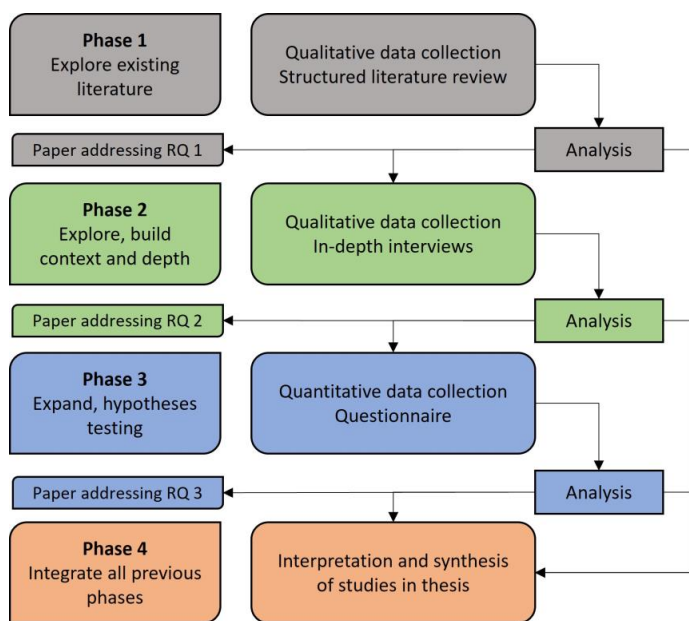 Phase 1
Explore existing
literature
Qualitative data collection
Structured literature review
Paper addressing RQ 1
Analysis
Phase 2
Explore, build
context and depth
Qualitative data collection
In-depth interviews
Paper addressing RQ 2
Analysis
Phase 3
Expand, hypotheses
testing
Quantitative data collection
Questionnaire
Paper addressing RQ 3
Analysis
Phase 4
Integrate all previous
phases
Interpretation and synthesis
of studies in thesis